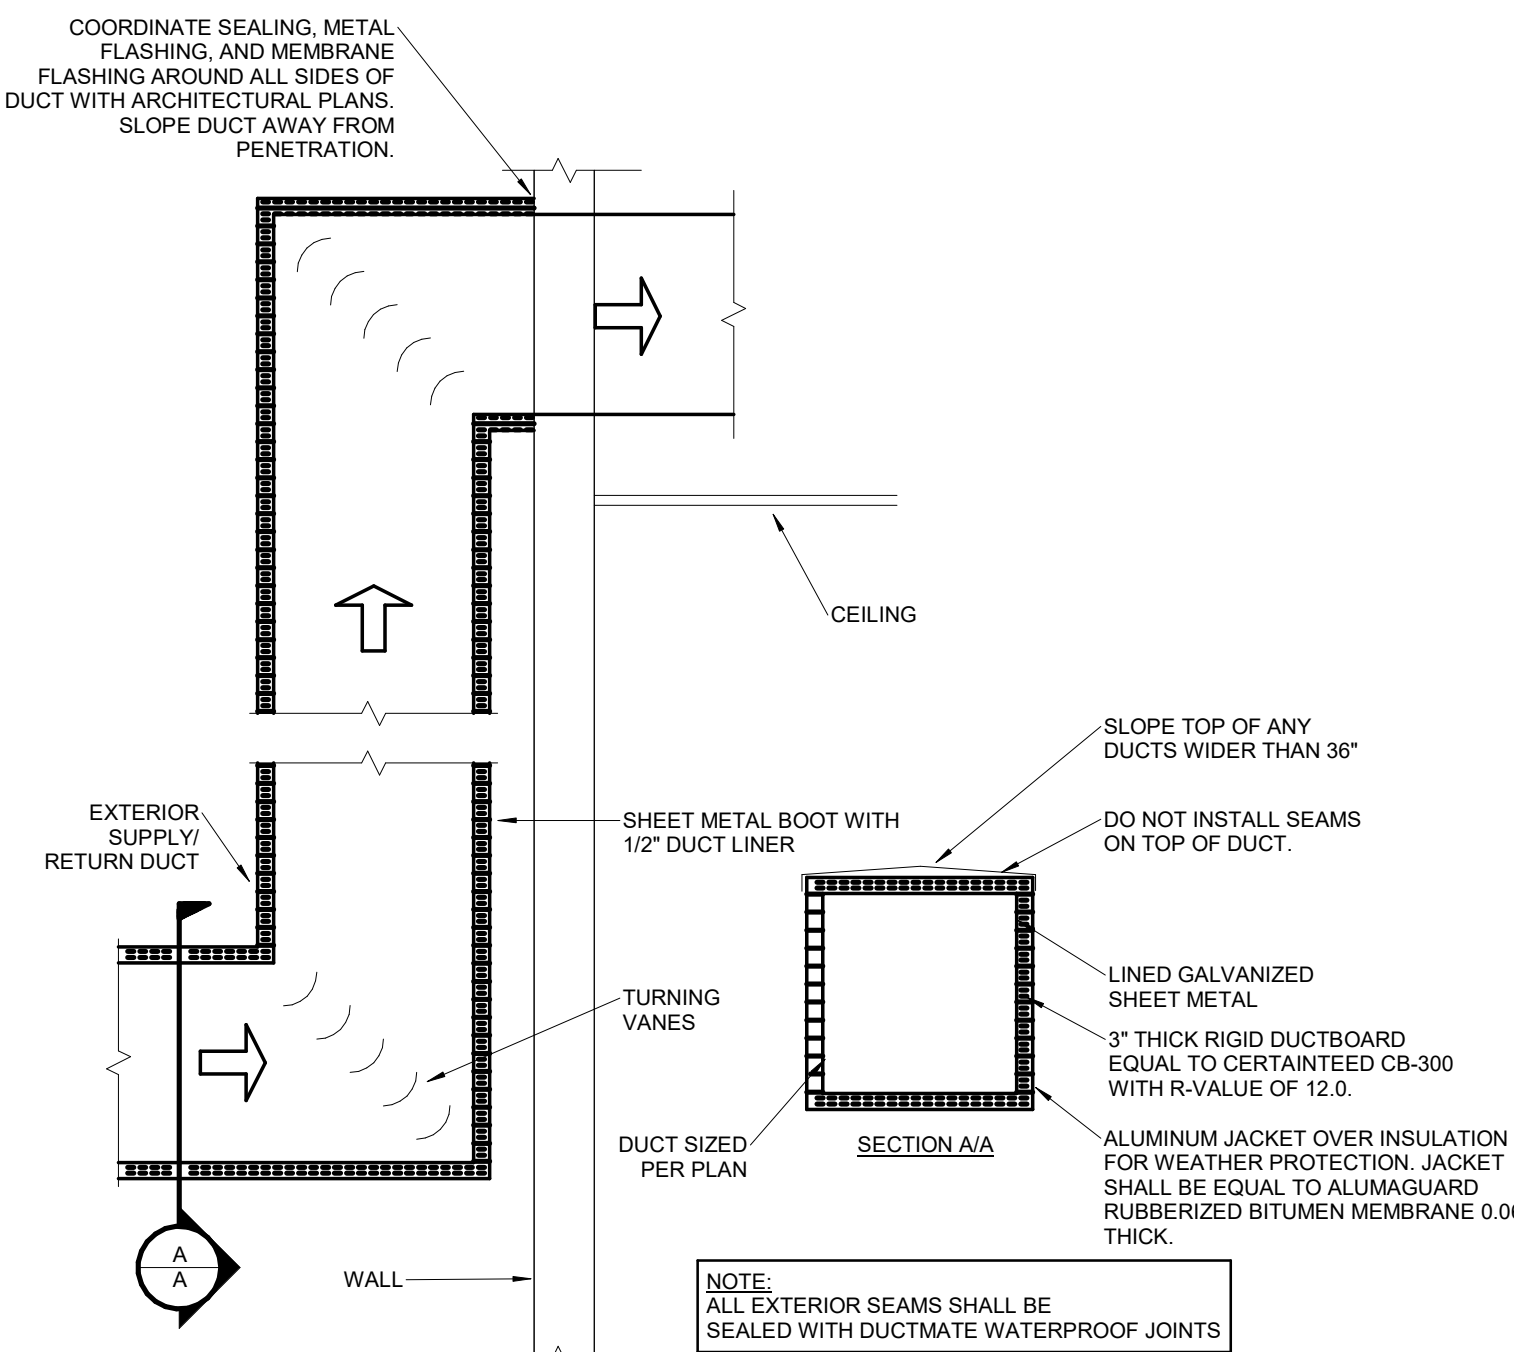 COORDINATE SEALING, METAL
FLASHING, AND MEMBRANE
FLASHING AROUND ALL SIDES OF
DUCT WITH ARCHITECTURAL PLANS.
SLOPE DUCT AWAY FROM
PENETRATION.
CEILING
SLOPE TOP OF ANY
DUCTS WIDER THAN 36"
EXTERIOR
SUPPLY/
RETURN DUCT
SHEET METAL BOOT WITH
1/2" DUCT LINER
DO NOT INSTALL SEAMS
ON TOP OF DUCT.
TURNING
VANES
LINED GALVANIZED
SHEET METAL
3" THICK RIGID DUCTBOARD
EQUAL TO CERTAINTEED CB-300
WITH R-VALUE OF 12.0.
DUCT SIZED
PER PLAN
SECTION A/A
ALUMINUM JACKET OVER INSULATION
FOR WEATHER PROTECTION. JACKET
SHALL BE EQUAL TO ALUMAGUARD
RUBBERIZED BITUMEN MEMBRANE
THICK.
A
A
WALL
NOTE:
ALL EXTERIOR SEAMS SHALL BE
SEALED WITH DUCTMATE WATERPROOF JOINTS